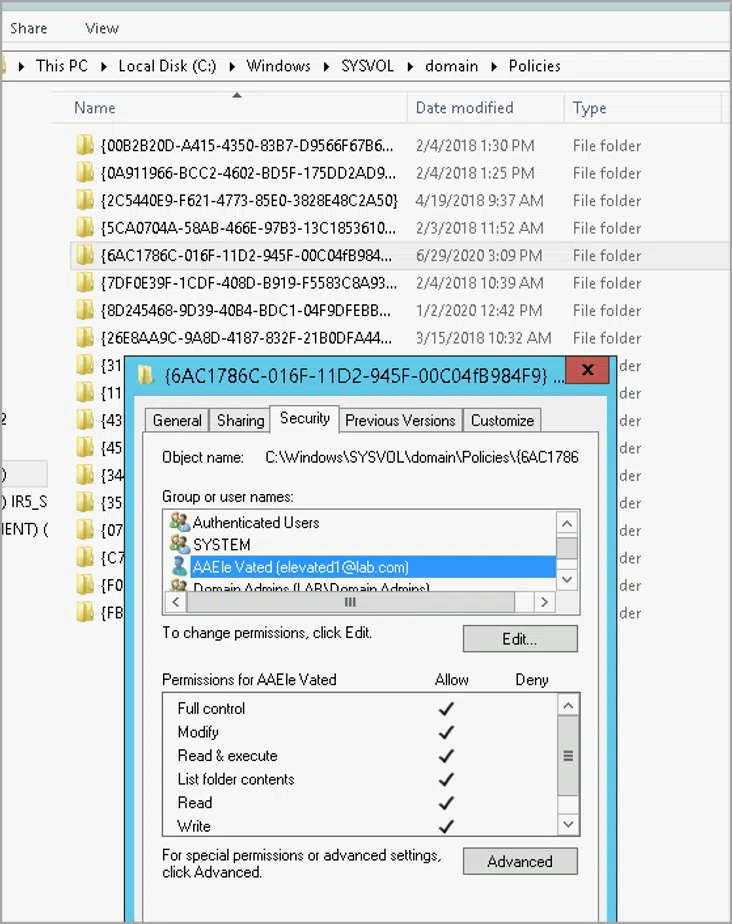 Share View
This PC Local Disk (C:) Windows SYSVOL domain Policies
Name Date modified Type
{00B2B20D-A415-4350-83B7-D9566F67B6... 2/4/2018 1:30 PM File folder
{0A911966-BCC2-4602-BD5F-175DD2AD9... 2/4/2018 1:25 PM File folder
{2C5440E9-F621-4773-85E0-3828E48C2A50} 4/19/2018 9:37 AM File folder
{5CA0704A-58AB-466E-97B3-13C1853610... 2/3/2018 11:52 AM File folder
{6AC1786C-016F-11D2-945F-00C04fB984... 6/29/2020 3:09 PM File folder
{7DF0E39F-1CDF-408D-B919-F5583C8A93... 2/4/2018 10:39 AM File folder
{8D245468-9D39-40B4-BDC1-04F9DFEBB... 1/2/2020 12:42 PM File folder
{26E8AA9C-9A8D-4187-832F-21B0DFA44... 3/15/2018 10:32 AM File folder
{31 der
{11 der
2 {43 der
{45 der
) {34 der
) IR5_S {35 der
IENT) ( {07 der
{C7 der
{F0 der
{FB der
{6AC1786C-016F-11D2-945F-00C04fB984F9} ... x
General Sharing Security Previous Versions Customize
Object name: C:\Windows\SYSVOL\domain\Policies\{6AC1786
Group or user names:
Authenticated Users
SYSTEM
AAEle Vated (elevated1@lab.com)
Domain Admins (LAB\Domain Admins)
To change permissions, click Edit.
Edit...
Permissions for AAEle Vated Allow Deny
Full control
Modify
Read & execute
List folder contents
Read
Write
For special permissions or advanced settings,
click Advanced.
Advanced